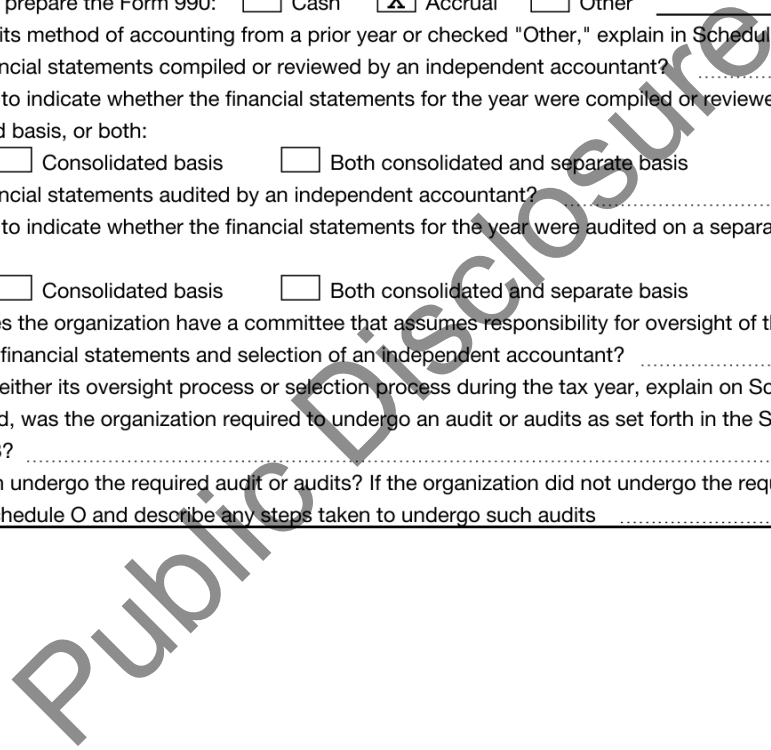 prepare the Form 990: Cash X Accrual Other
its method of accounting from a prior year or checked "Other," explain in Schedul
ncial statements compiled or reviewed by an independent accountant?
to indicate whether the financial statements for the year were compiled or reviewe
d basis, or both:
Consolidated basis Both consolidated and separate basis
ncial statements audited by an independent accountant?
to indicate whether the financial statements for the year were audited on a separa
Consolidated basis Both consolidated and separate basis
es the organization have a committee that assumes responsibility for oversight of t
financial statements and selection of an independent accountant?
either its oversight process or selection process during the tax year, explain on Sc
d, was the organization required to undergo an audit or audits as set forth in the S
?
n undergo the required audit or audits? If the organization did not undergo the requ
chedule O and describe any steps taken to undergo such audits
Public Disclosure